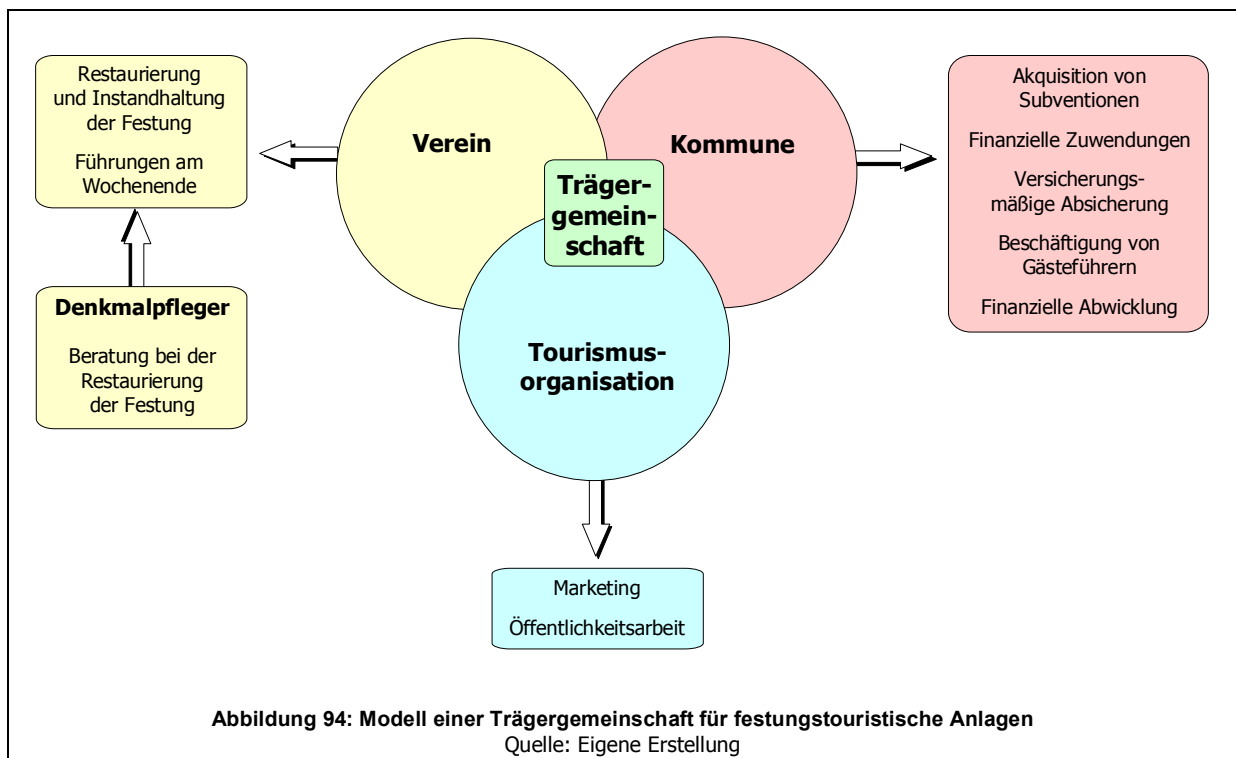 Restaurierung
und Instandhaltung
der Festung
Führungen am
Wochenende
Denkmalpfleger
Beratung bei der
Restaurierung
der Festung
Verein
Kommune
Träger-
gemein-
schaft
Tourismus-
organisation
Akquisition von
Subventionen
Finanzielle Zuwendungen
Versicherungs-
mäßige Absicherung
Beschäftigung von
Gästeführern
Finanzielle Abwicklung
Marketing
Öffentlichkeitsarbeit
Abbildung 94: Modell einer Trägergemeinschaft für festungstouristische Anlagen
Quelle: Eigene Erstellung